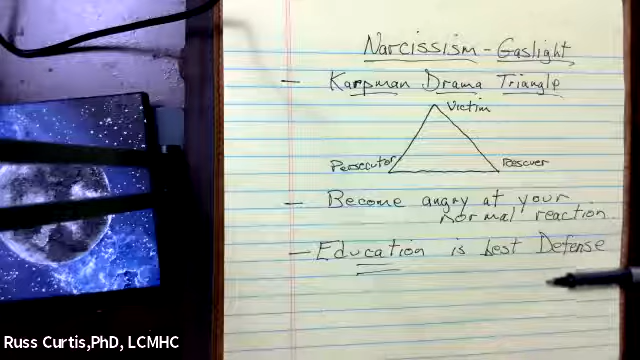 Narcissism - Gaslight
- Karpman Drama Triangle
Victim
Persecutor
Rescuer
- Become angry at your
normal reaction
- Education is best Defense
Russ Curtis,PhD, LCMHC